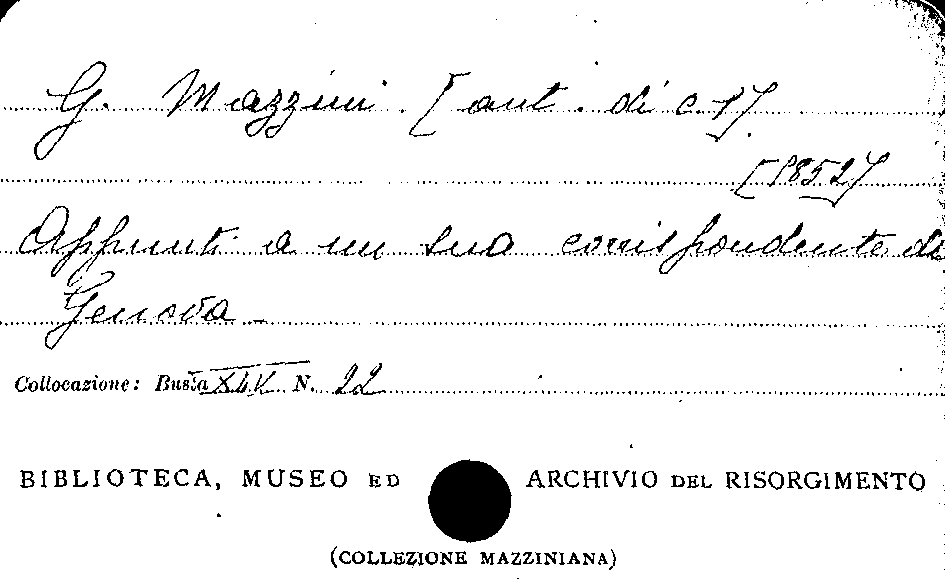 G. Mazzini. [aut. di c. 1].
[1852]
Appunti a un suo corrispondente di
Genova -
Collocazione: Busta XLV N. 22
BIBLIOTECA, MUSEO ED ARCHIVIO DEL RISORGIMENTO
(COLLEZIONE MAZZINIANA)